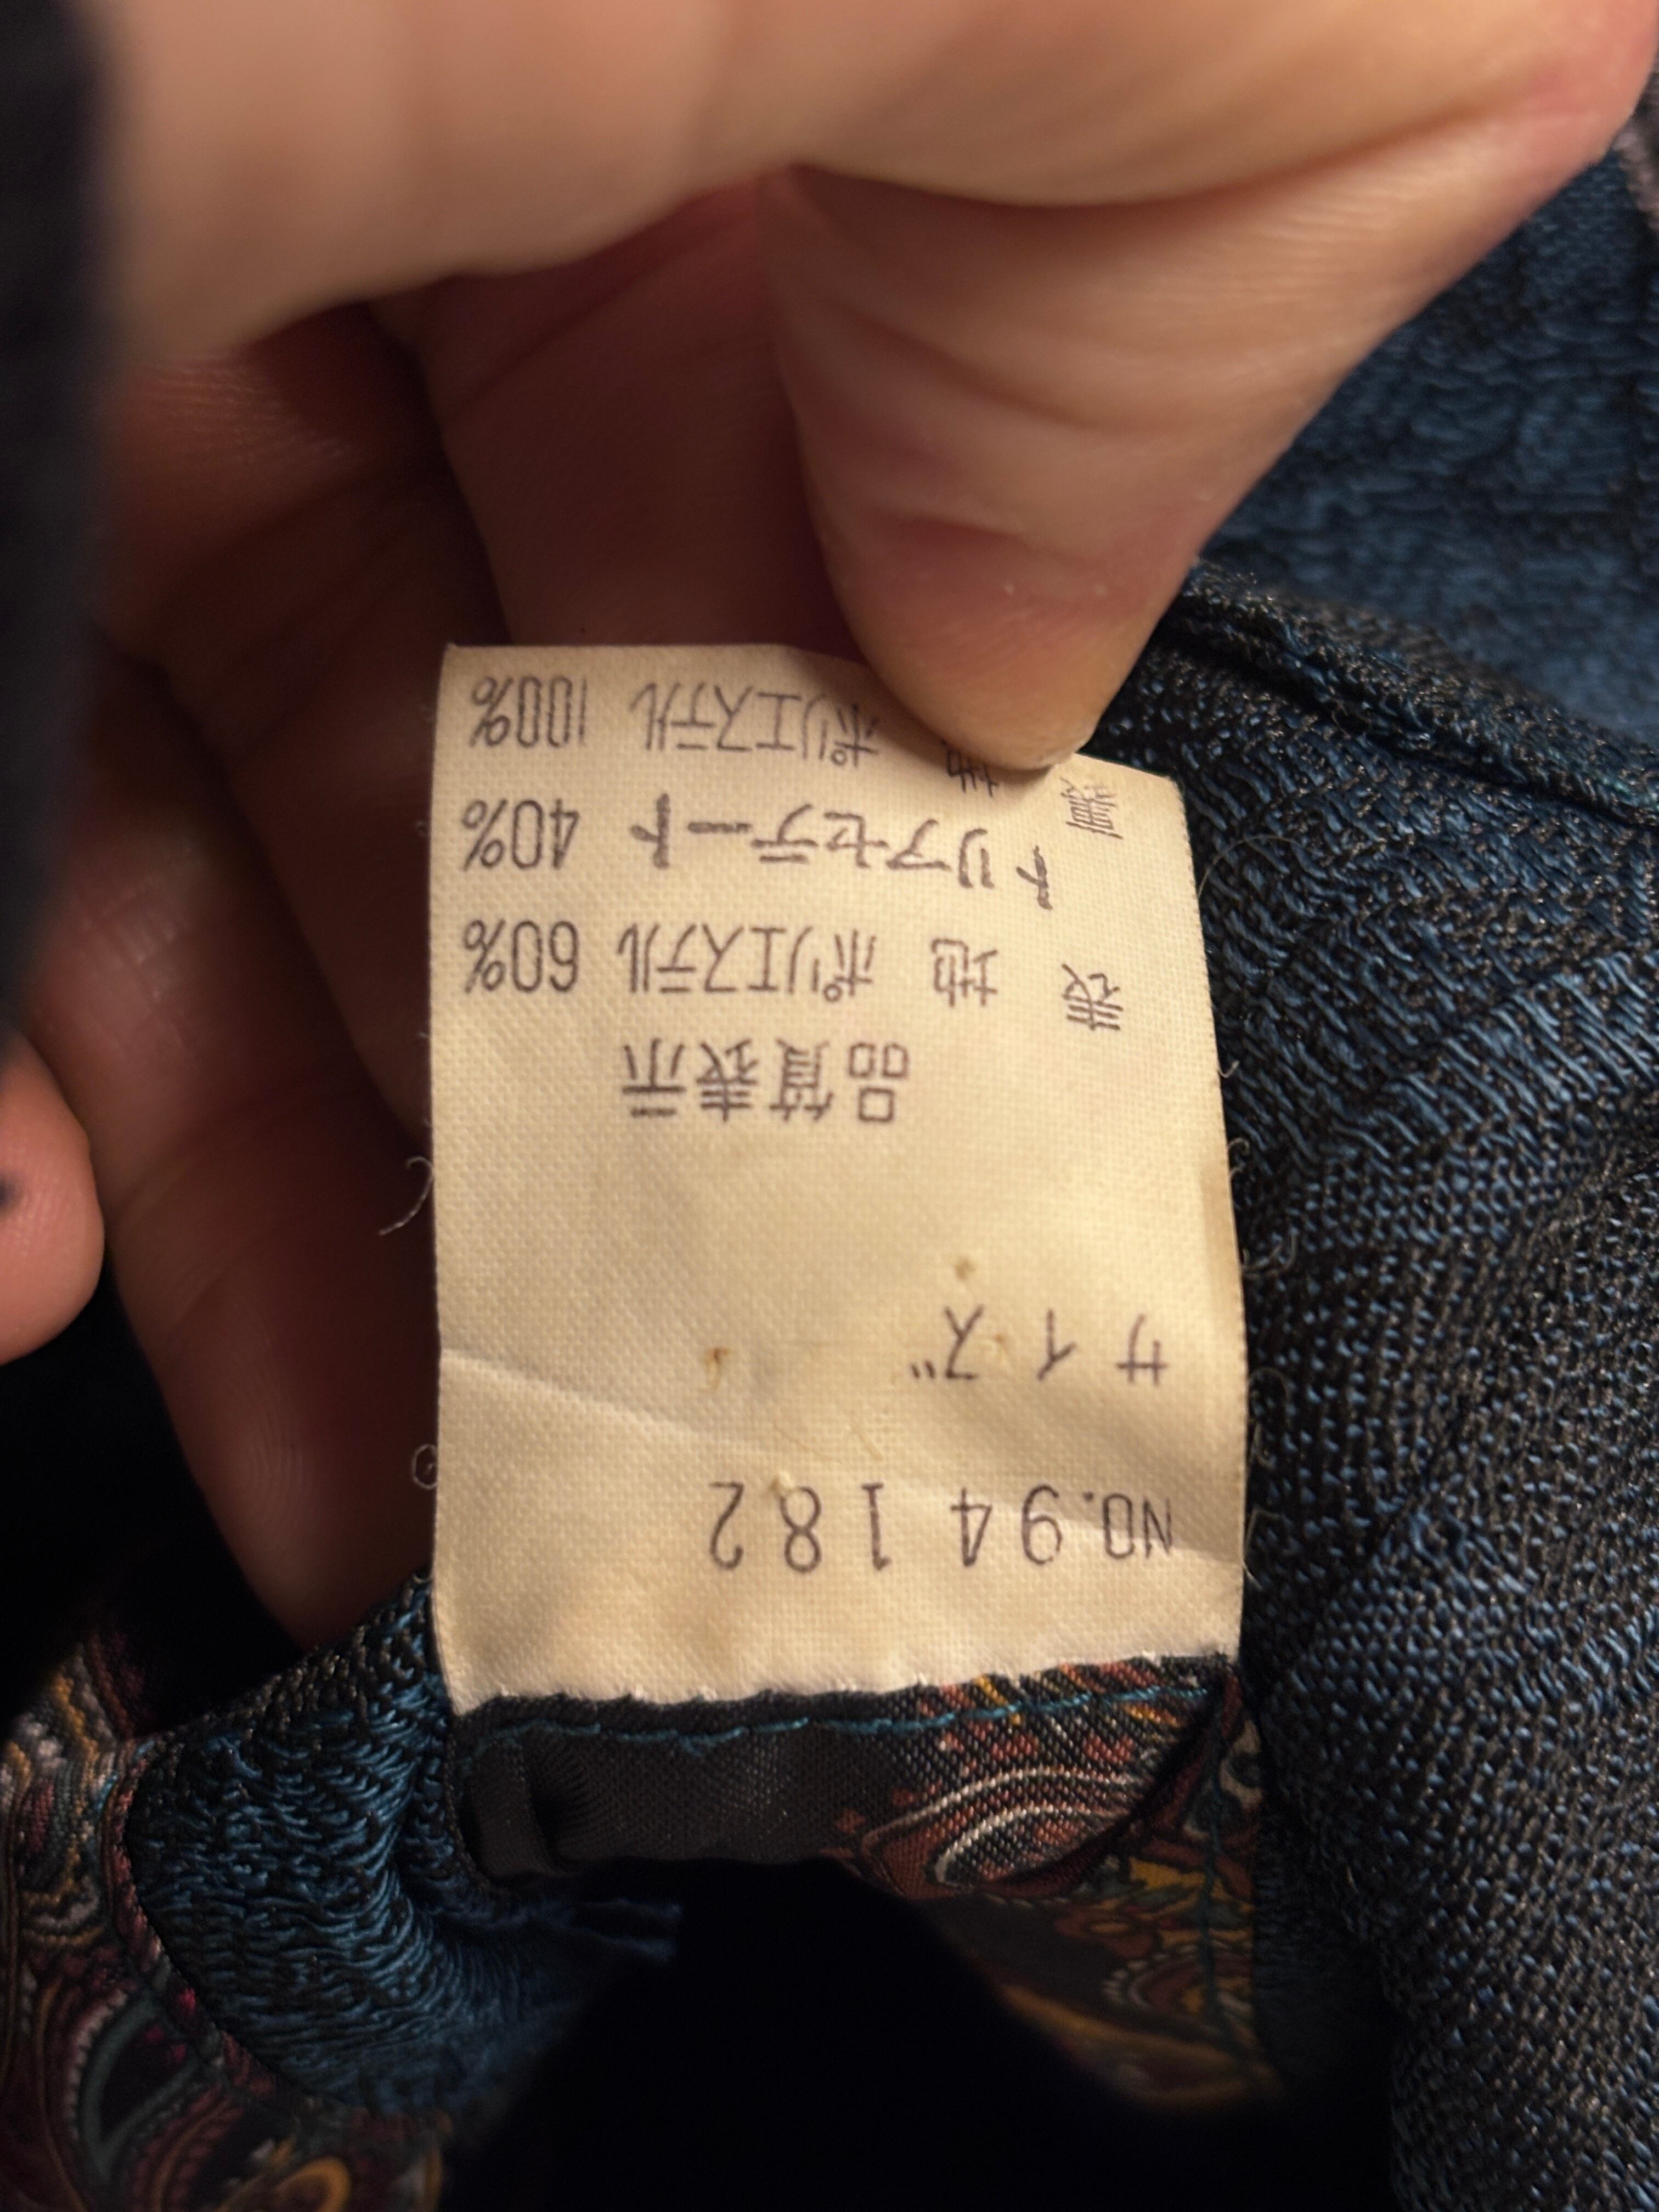 NO.94182
サイズ
品質表示
表 地 ポリエステル 60%
トリアセテート 40%
地 ポリエステル 100%